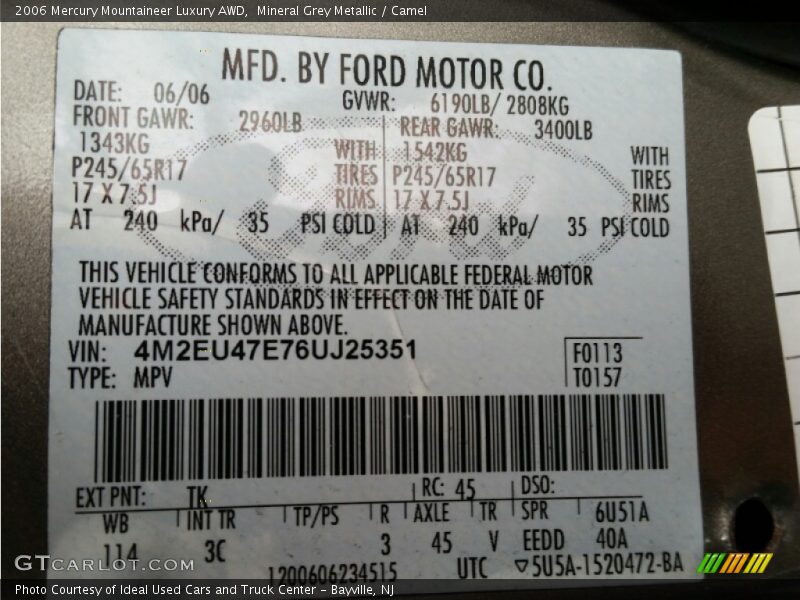 2006 Mercury Mountaineer Luxury AWD, Mineral Grey Metallic / Camel
MFD. BY FORD MOTOR CO.
DATE: 06/06 GVWR: 6190LB/ 2808KG
FRONT GAWR: 2960LB REAR GAWR: 3400LB
1343KG WITH 1542KG WITH
P245/65R17 TIRES P245/65R17 TIRES
17 X 7.5J RIMS 17 X 7.5J RIMS
AT 240 kPa/ 35 PSI COLD AT 240 kPa/ 35 PSI COLD
THIS VEHICLE CONFORMS TO ALL APPLICABLE FEDERAL MOTOR
VEHICLE SAFETY STANDARDS IN EFFECT ON THE DATE OF
MANUFACTURE SHOWN ABOVE.
VIN: 4M2EU47E76UJ25351 F0113
TYPE: MPV T0157
EXT PNT: TK RC: 45 DSO:
WB INT TR TP/PS R AXLE TR SPR 6U51A
114 3C 3 45 V EEDD 40A
1200606234515 UTC ▽5U5A-1520472-BA
GTCarLot.com
Photo Courtesy of Ideal Used Cars and Truck Center – Bayville, NJ